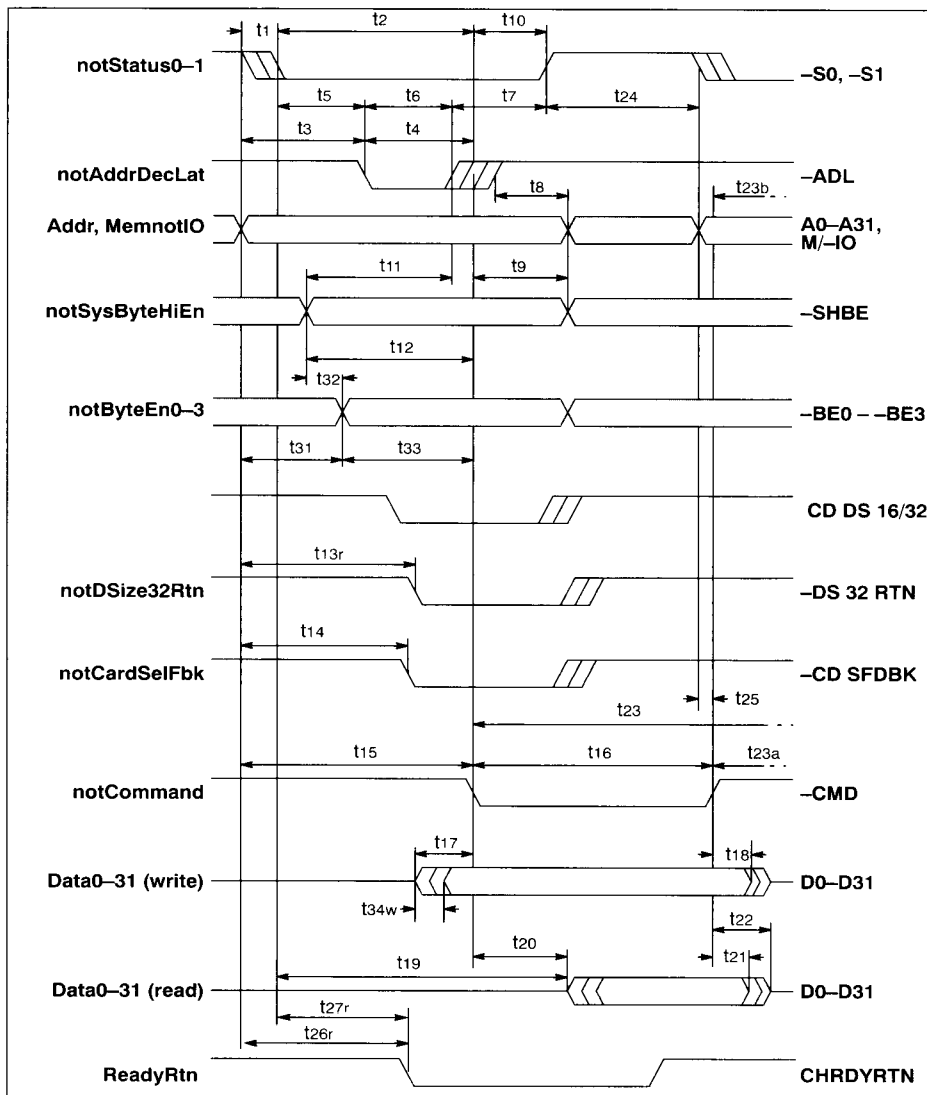 t1 t2 t10
notStatus0–1 –S0, –S1
t5 t6 t7 t24
t3 t4
notAddrDecLat –ADL
t8 t23b
Addr, MemnotIO A0–A31,
M/–IO
t11 t9
notSysByteHiEn –SHBE
t12
t32
notByteEn0–3 –BE0 – –BE3
t31 t33
CD DS 16/32
t13r
notDSize32Rtn –DS 32 RTN
t14
notCardSelFbk –CD SFDBK
t25
t23
t15 t16 t23a
notCommand –CMD
t17 t18
Data0–31 (write) D0–D31
t34w t22
t20 t21
t19
Data0–31 (read) D0–D31
t27r
t26r
ReadyRtn CHRDYRTN